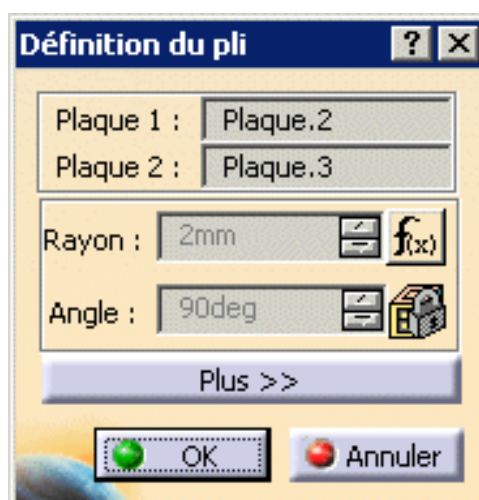 Définition du pli ? X
Plaque 1 : Plaque.2
Plaque 2 : Plaque.3
Rayon : 2mm f(x)
Angle : 90deg
Plus >>
OK Annuler